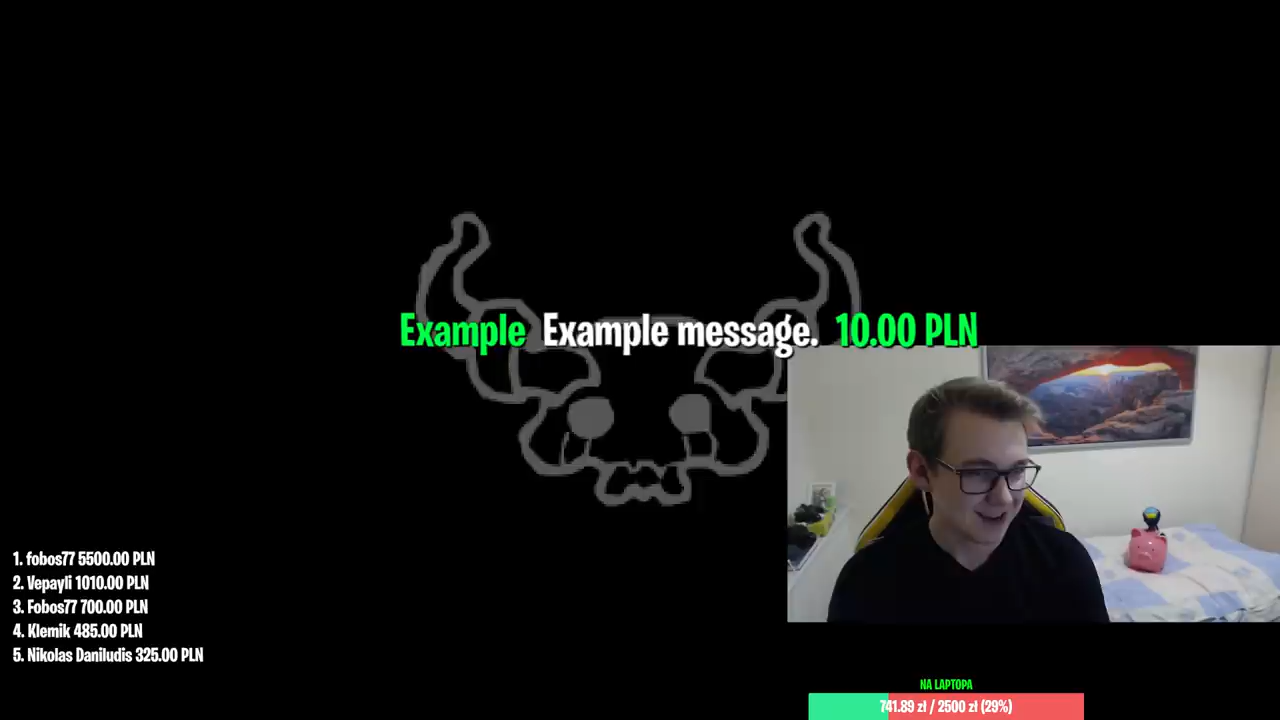 Example Example message. 10.00 PLN
1. fobos77 5500.00 PLN
2. Vepayli 1010.00 PLN
3. Fobos77 700.00 PLN
4. Klemik 485.00 PLN
5. Nikolas Daniludis 325.00 PLN
NA LAPTOPA
741.89 zł / 2500 zł (29%)